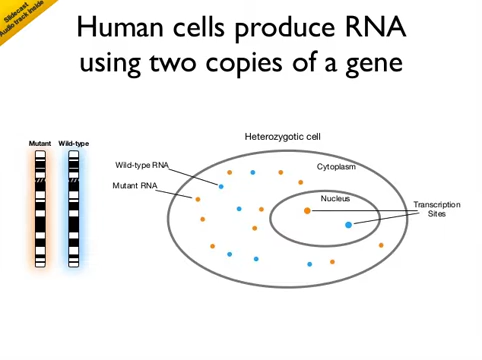 Slidecast
Audio track inside
Human cells produce RNA
using two copies of a gene
Heterozygotic cell
Mutant Wild-type
Wild-type RNA
Cytoplasm
Mutant RNA
Nucleus
Transcription
Sites